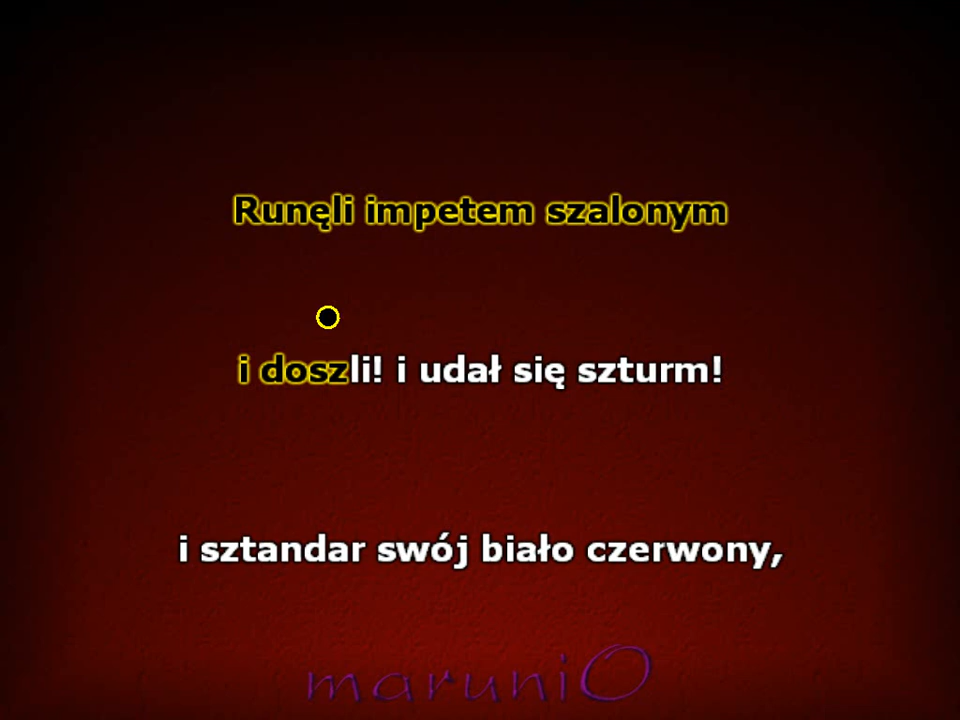 Runęli impetem szalonym
i doszli! i udał się szturm!
i sztandar swój biało czerwony,
maruniO